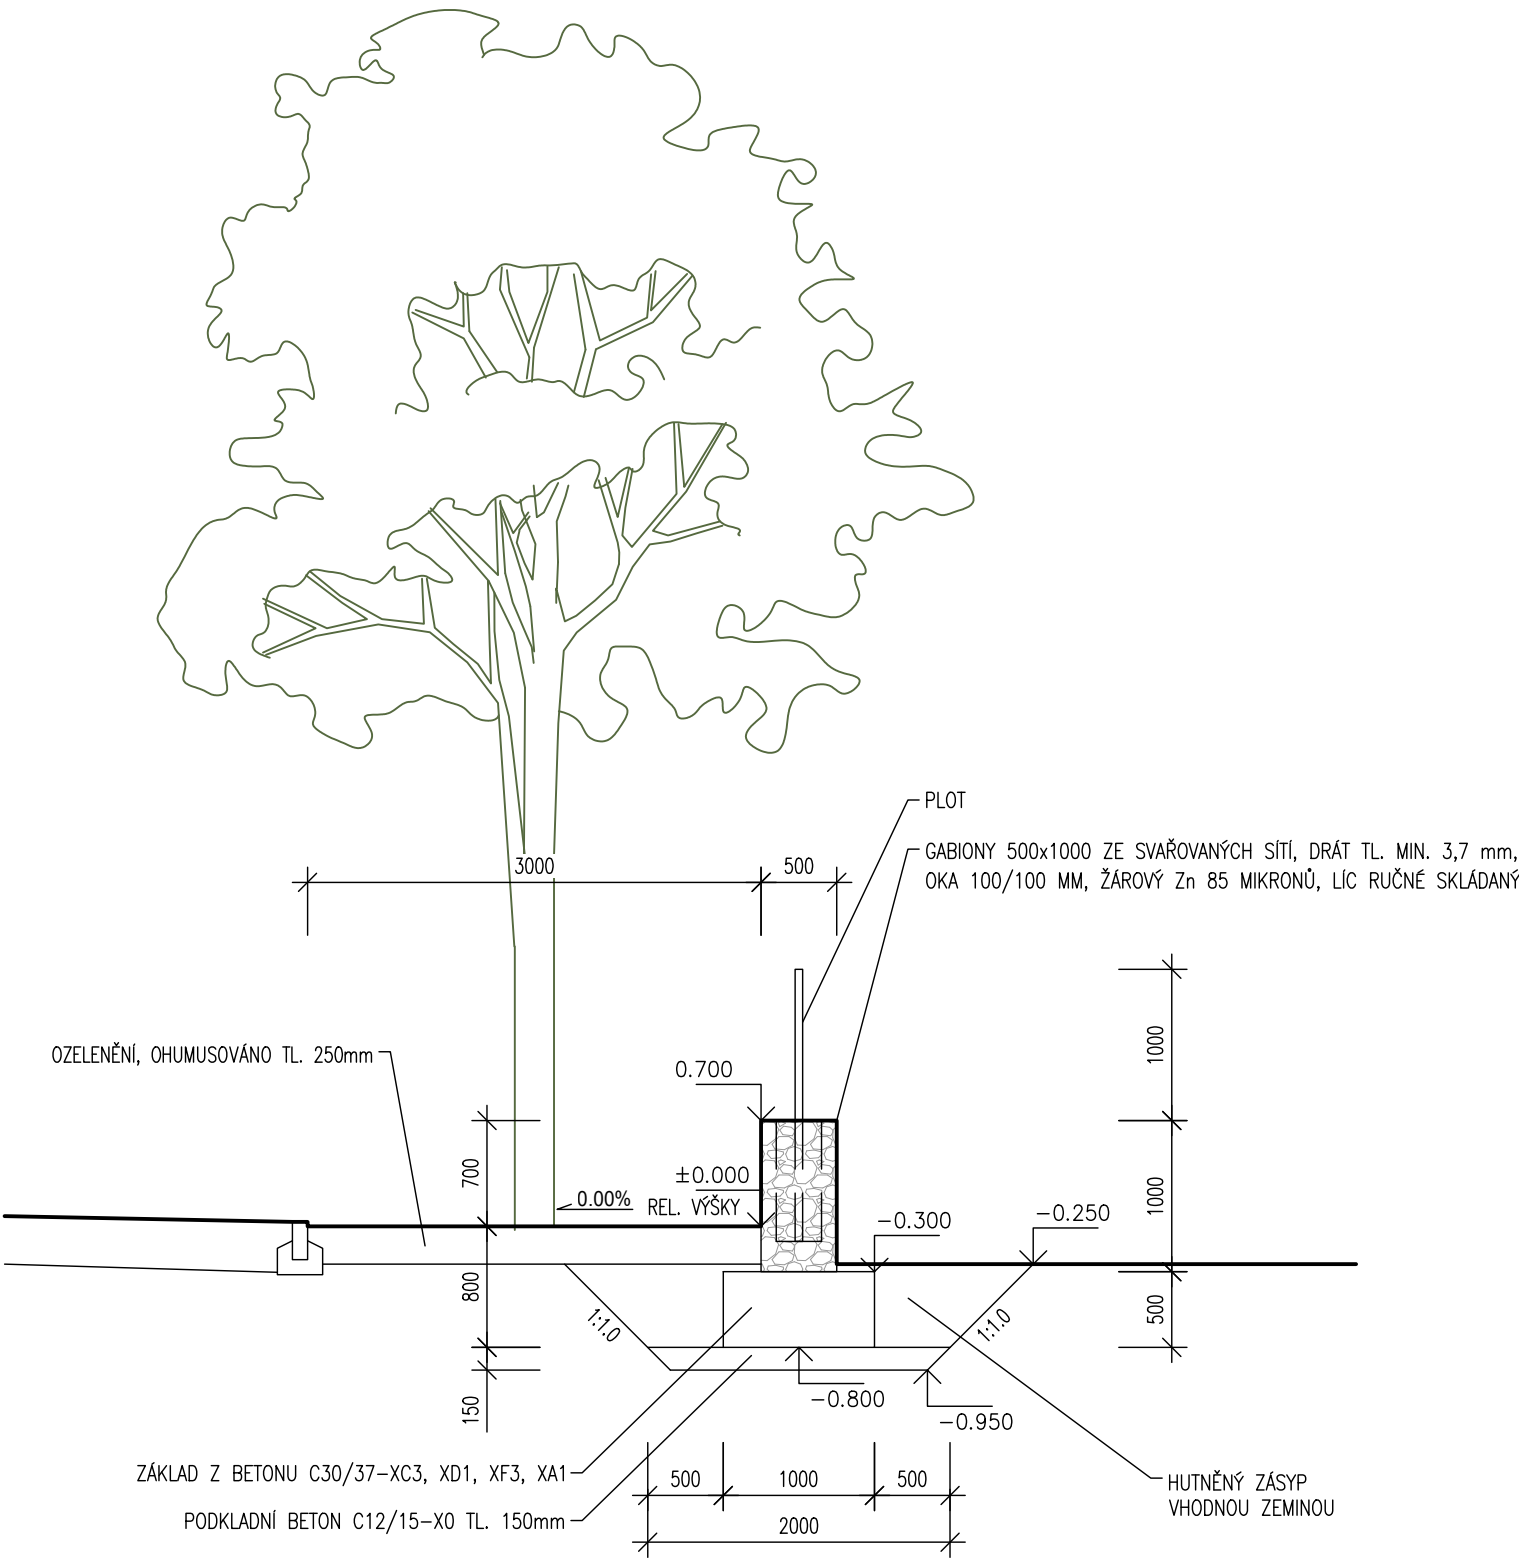 PLOT
GABIONY 500x1000 ZE SVAŘOVANÝCH SÍTÍ, DRÁT TL. MIN. 3,7 mm,
OKA 100/100 MM, ŽÁROVÝ Zn 85 MIKRONŮ, LÍC RUČNÉ SKLÁDANÝ
3000
500
1000
OZELENĚNÍ, OHUMUSOVÁNO TL. 250mm
0.700
700
±0.000
0.00%
REL. VÝŠKY
1000
-0.300
-0.250
800
1:1.0
1:1.0
500
-0.800
-0.950
150
ZÁKLAD Z BETONU C30/37-XC3, XD1, XF3, XA1
500
1000
500
HUTNĚNÝ ZÁSYP
VHODNOU ZEMINOU
PODKLADNÍ BETON C12/15-X0 TL. 150mm
2000